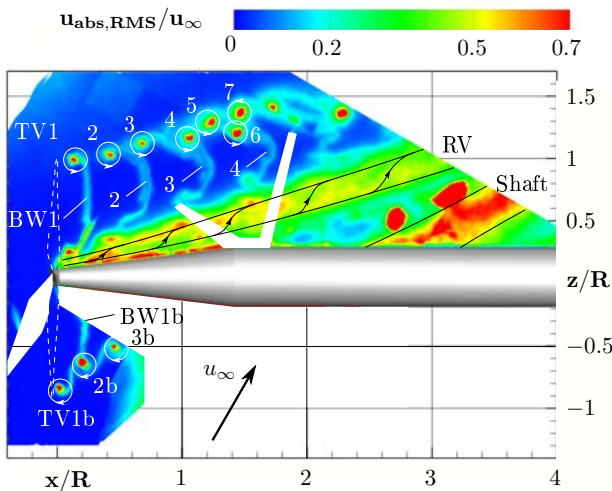 u_abs,RMS/u_∞
0 0.2 0.5 0.7
7
5
4 6
3
TV1 2
4
3
2
BW1
RV
Shaft
1.5
1
0.5
z/R
−0.5
−1
BW1b
3b
2b
TV1b
u_∞
x/R 1 2 3 4